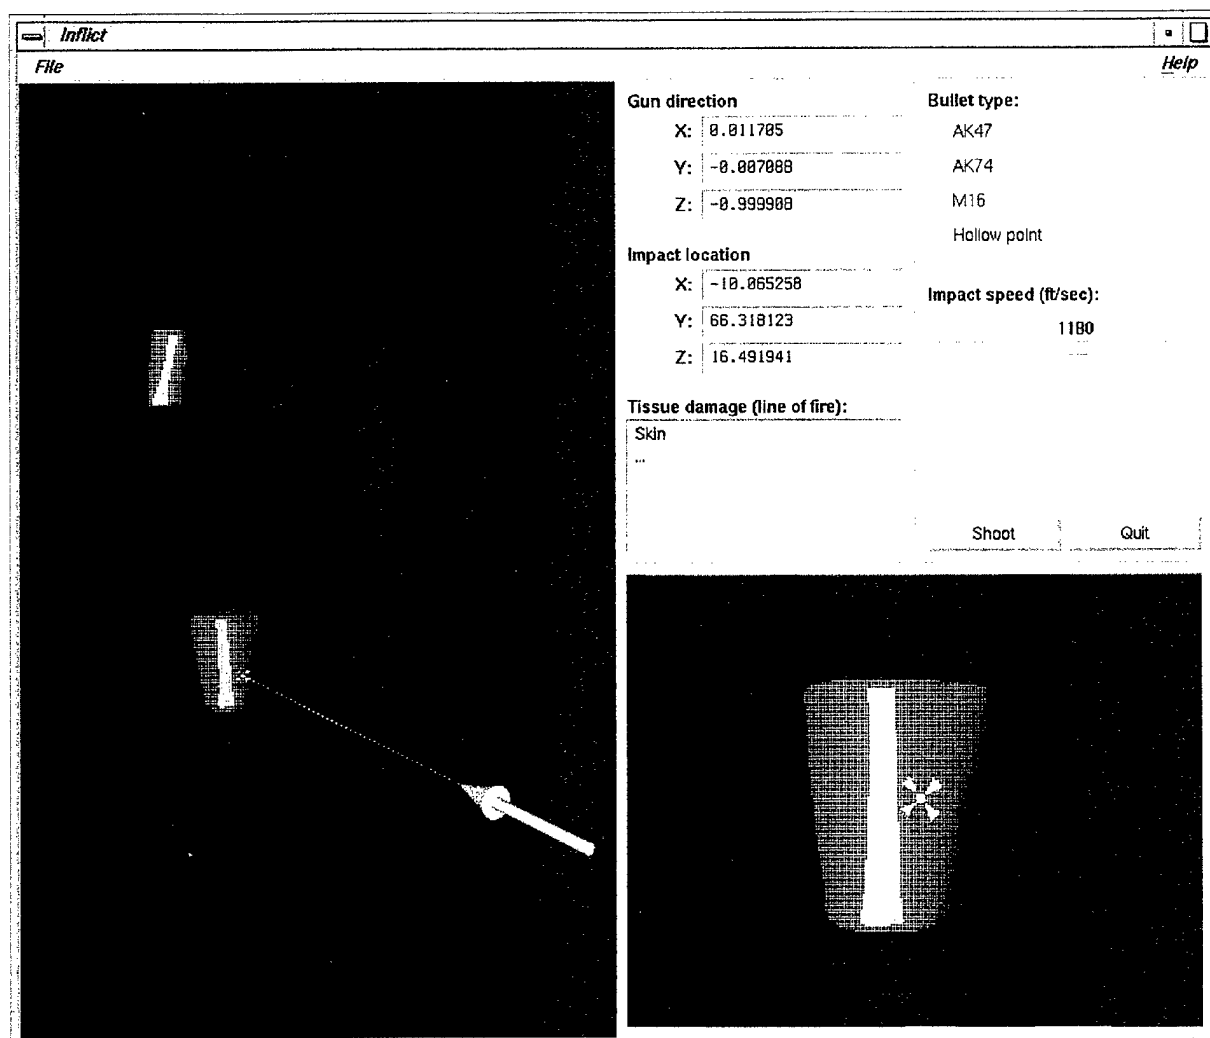 Inflict
File Help
Gun direction
X: 0.011705
Y: -0.007088
Z: -0.999908
Impact location
X: -10.065258
Y: 66.318123
Z: 16.491941
Tissue damage (line of fire):
Skin
...
Bullet type:
AK47
AK74
M16
Hollow point
Impact speed (ft/sec):
1180
Shoot Quit